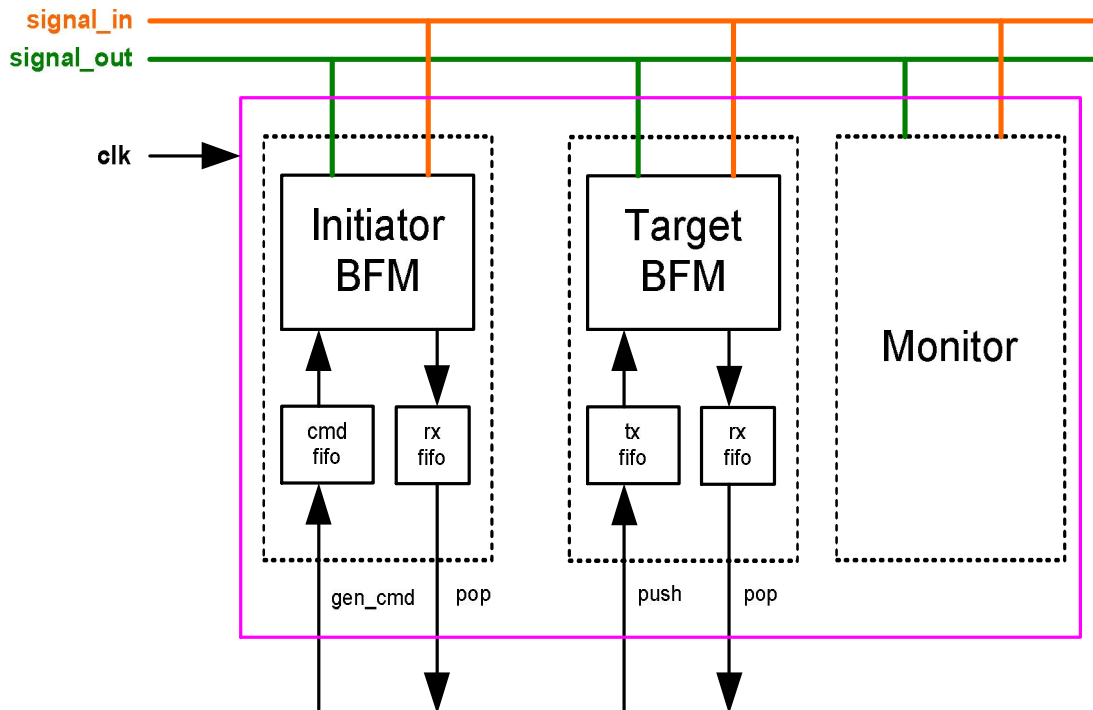 signal_in
signal_out
clk
Initiator
BFM
Target
BFM
Monitor
cmd
fifo
rx
fifo
tx
fifo
rx
fifo
gen_cmd
pop
push
pop